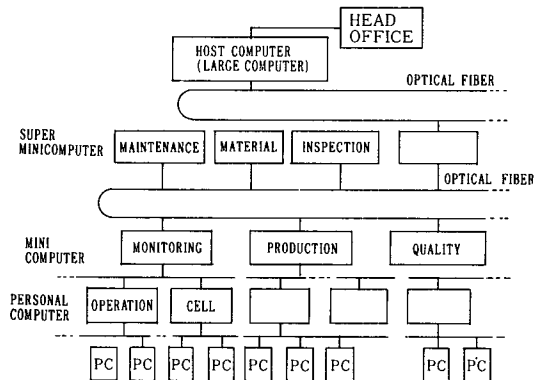 HEAD
OFFICE
HOST COMPUTER
(LARGE COMPUTER)
OPTICAL FIBER
SUPER
MINICOMPUTER
MAINTENANCE
MATERIAL
INSPECTION
OPTICAL FIBER
MINI
COMPUTER
MONITORING
PRODUCTION
QUALITY
PERSONAL
COMPUTER
OPERATION
CELL
PC
PC
PC
PC
PC
PC
PC
PC
PC